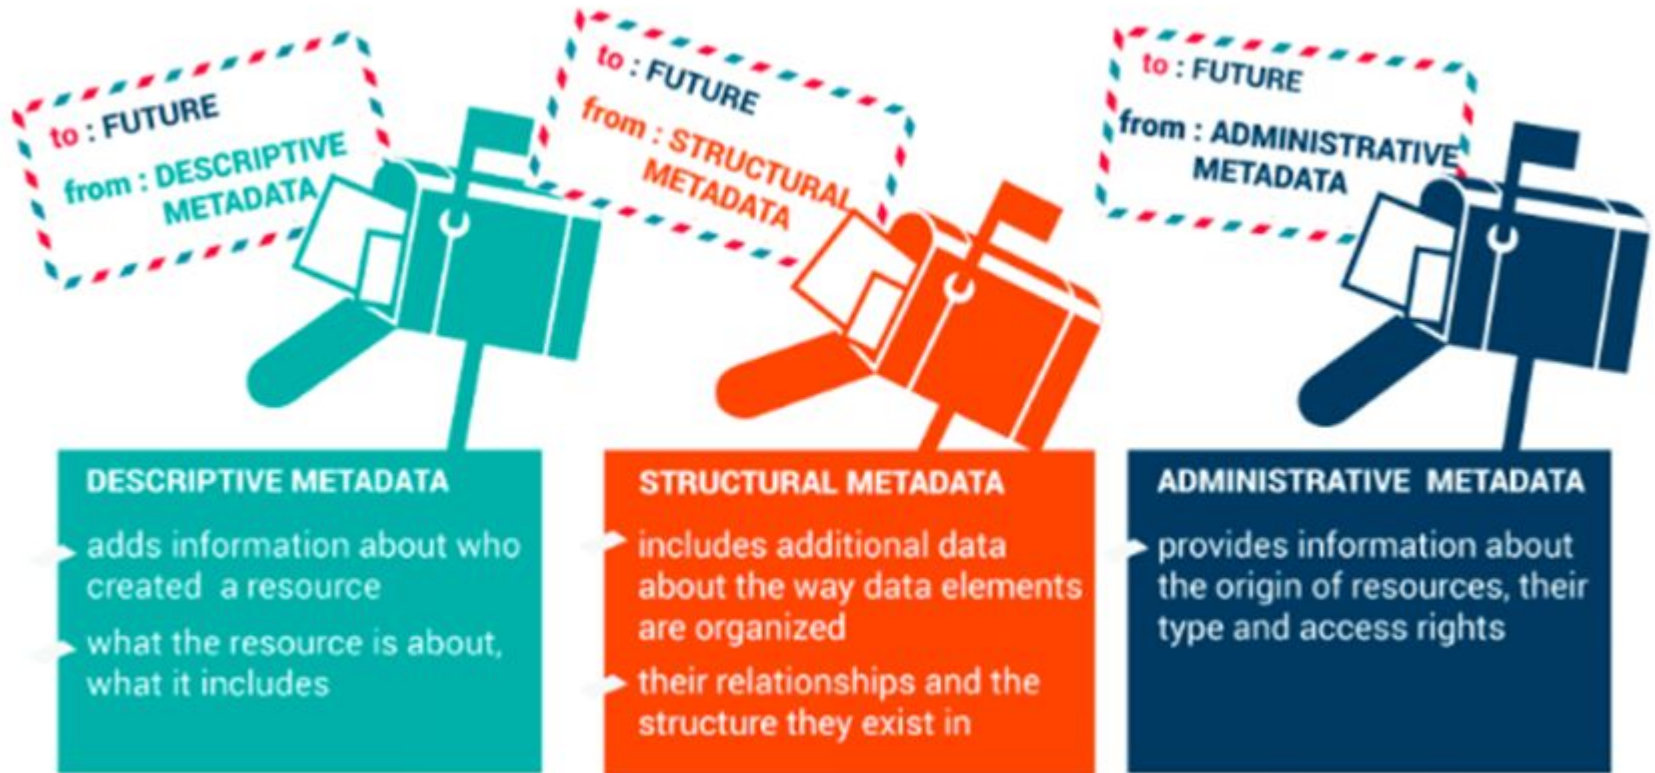 to : FUTURE
from : DESCRIPTIVE
METADATA
to : FUTURE
from : STRUCTURAL
METADATA
to : FUTURE
from : ADMINISTRATIVE
METADATA
DESCRIPTIVE METADATA
adds information about who
created a resource
what the resource is about,
what it includes
STRUCTURAL METADATA
includes additional data
about the way data elements
are organized
their relationships and the
structure they exist in
ADMINISTRATIVE METADATA
provides information about
the origin of resources, their
type and access rights